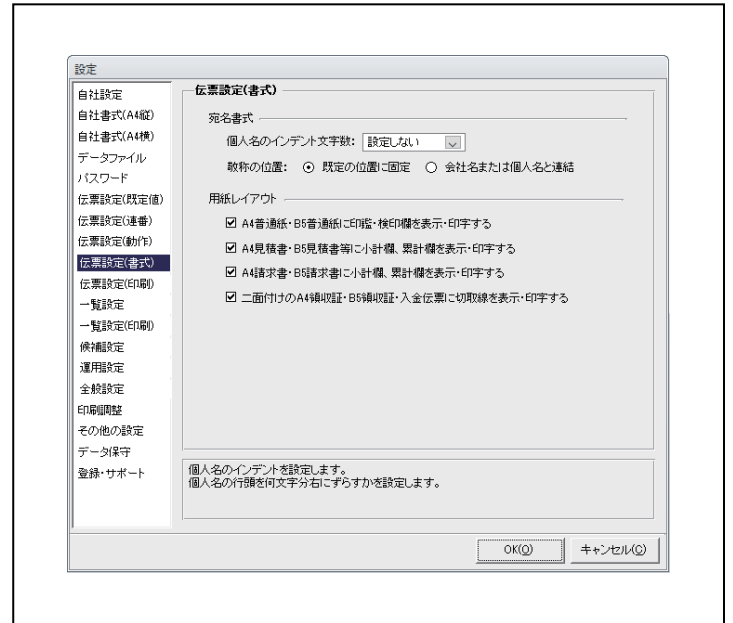 設定
自社設定
自社書式(A4縦)
自社書式(A4横)
データファイル
パスワード
伝票設定(既定値)
伝票設定(連番)
伝票設定(動作)
伝票設定(書式)
伝票設定(印刷)
一覧設定
一覧設定(印刷)
候補設定
運用設定
全般設定
印刷調整
その他の設定
データ保守
登録・サポート
伝票設定(書式)
宛名書式
個人名のインデント文字数: 設定しない
敬称の位置: 既定の位置に固定 会社名または個人名と連結
用紙レイアウト
A4普通紙・B5普通紙に印鑑・検印欄を表示・印字する
A4見積書・B5見積書等に小計欄、累計欄を表示・印字する
A4請求書・B5請求書に小計欄、累計欄を表示・印字する
二面付けのA4領収証・B5領収証・入金伝票に切取線を表示・印字する
個人名のインデントを設定します。
個人名の行頭を何文字分右にずらすかを設定します。
OK(O) キャンセル(C)